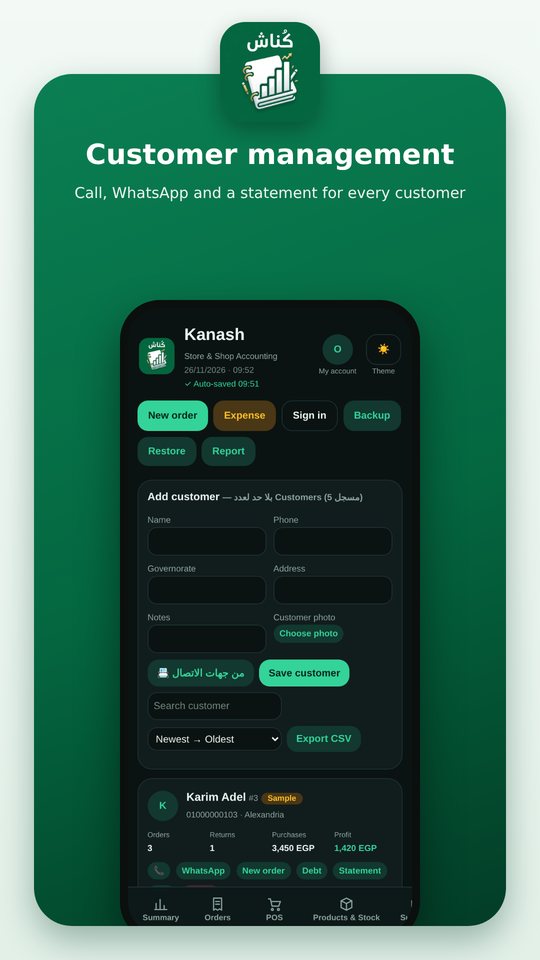 كُناش
Customer management
Call, WhatsApp and a statement for every customer
كُناش
Kanash
Store & Shop Accounting
26/11/2026 · 09:52
✓ Auto-saved 09:51
O
My account
Theme
New order
Expense
Sign in
Backup
Restore
Report
Add customer — بلا حد لعدد Customers (5 مسجل)
Name
Phone
Governorate
Address
Notes
Customer photo
Choose photo
من جهات الاتصال
Save customer
Search customer
Newest → Oldest
Export CSV
K
Karim Adel #3 Sample
01000000103 · Alexandria
Orders
Returns
Purchases
Profit
3
1
3,450 EGP
1,420 EGP
WhatsApp
New order
Debt
Statement
Summary
Orders
POS
Products & Stock